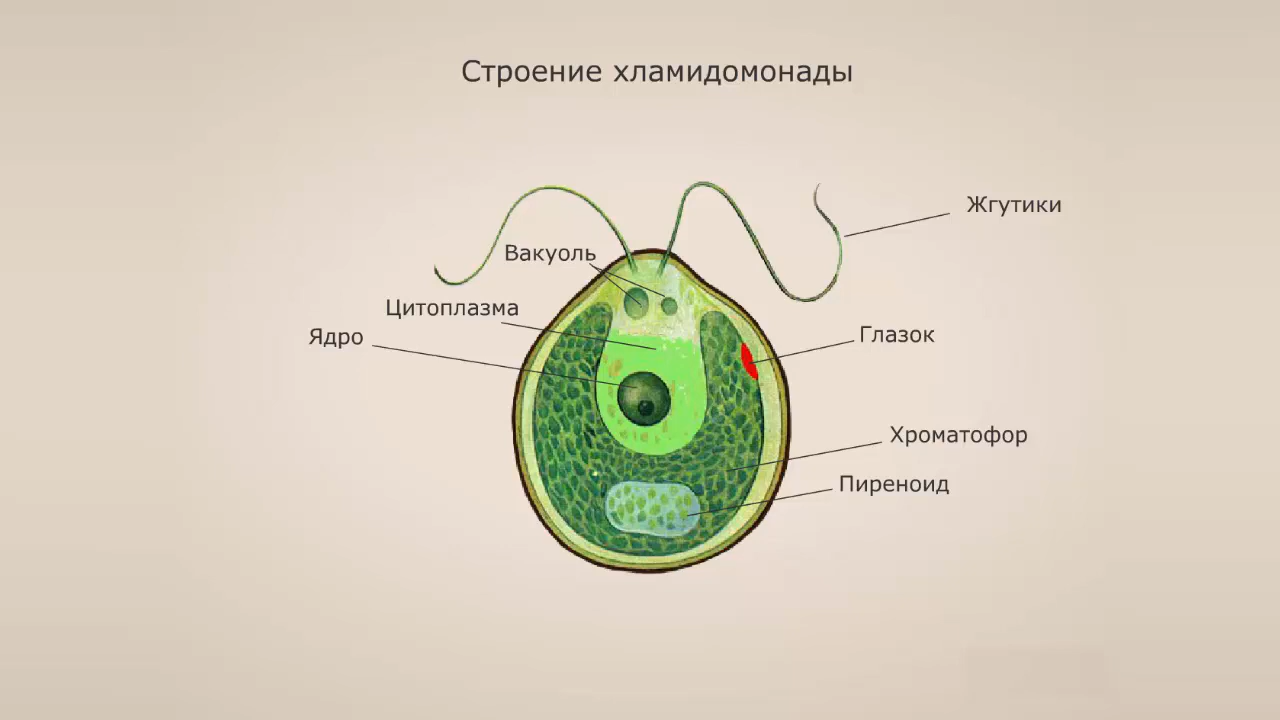 Строение хламидомонады
Жгутики
Вакуоль
Цитоплазма
Ядро
Глазок
Хроматофор
Пиреноид